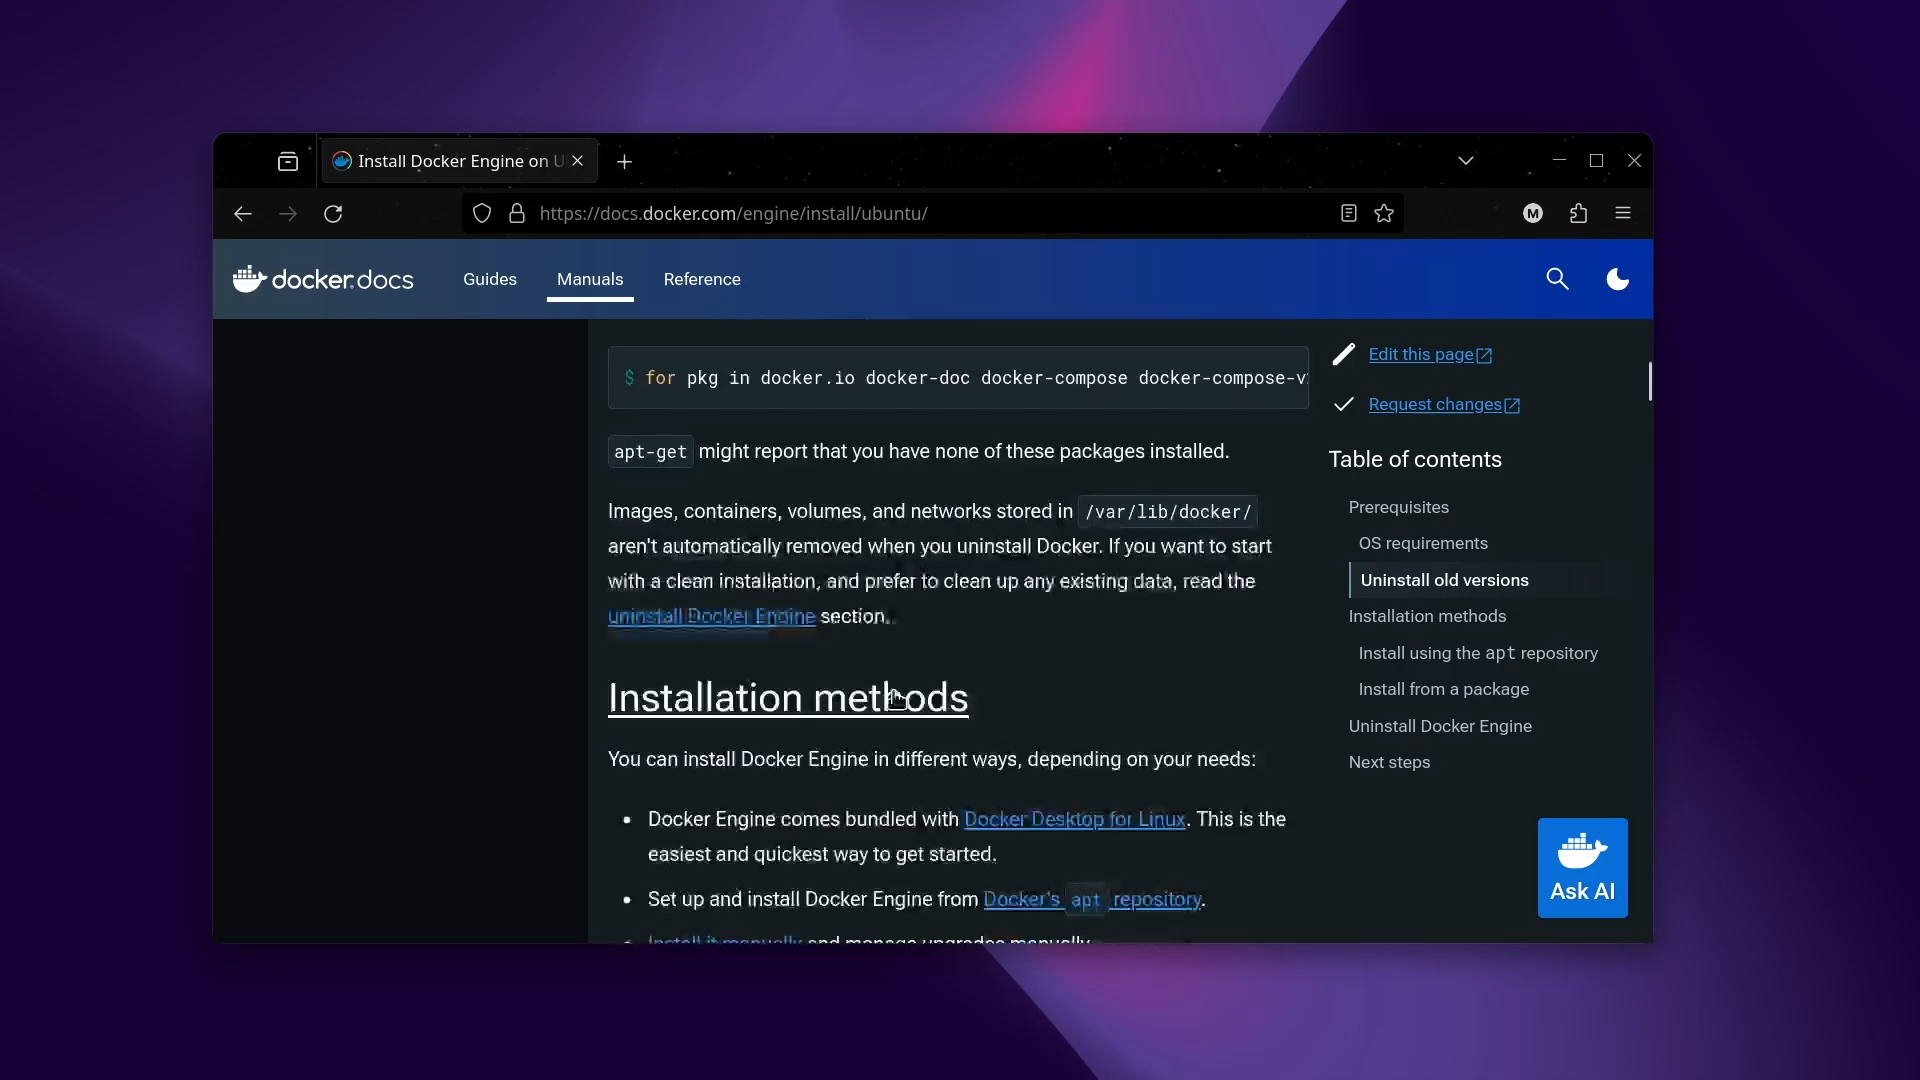 Install Docker Engine on U
https://docs.docker.com/engine/install/ubuntu/
M
docker.docs
Guides
Manuals
Reference
$ for pkg in docker.io docker-doc docker-compose docker-compose-v
apt-get might report that you have none of these packages installed.
Images, containers, volumes, and networks stored in /var/lib/docker/
aren't automatically removed when you uninstall Docker. If you want to start
with a clean installation, and prefer to clean up any existing data, read the
uninstall Docker Engine section.
Installation methods
You can install Docker Engine in different ways, depending on your needs:
• Docker Engine comes bundled with Docker Desktop for Linux. This is the
easiest and quickest way to get started.
• Set up and install Docker Engine from Docker's apt repository.
• Install it manually and manage upgrades manually.
Edit this page
Request changes
Table of contents
Prerequisites
OS requirements
Uninstall old versions
Installation methods
Install using the apt repository
Install from a package
Uninstall Docker Engine
Next steps
Ask AI